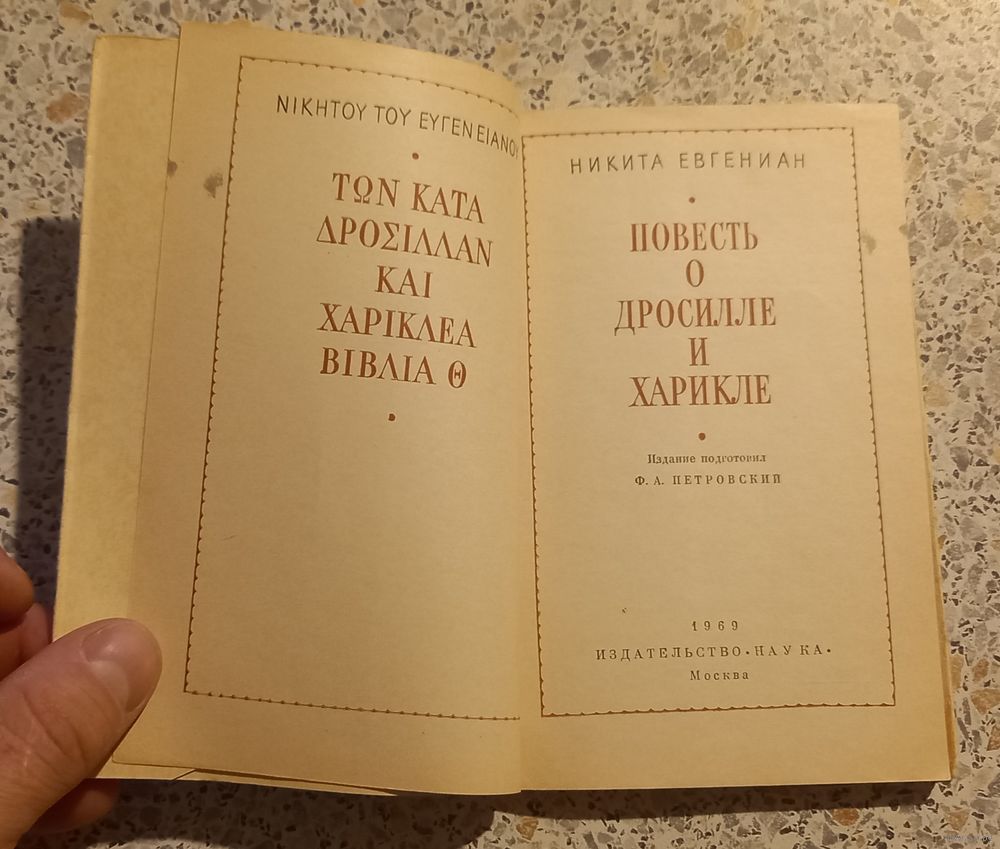 ΝΙΚΗΤΟΥ ΤΟΥ ΕΥΓΕΝΕΙΑΝΟΥ
ΤΩΝ ΚΑΤΑ
ΔΡΟΣΙΛΛΑΝ
ΚΑΙ
ΧΑΡΙΚΛΕΑ
ΒΙΒΛΙΑ Θ
НИКИТА ЕВГЕНИАН
ПОВЕСТЬ
О
ДРОСИЛЛЕ
И
ХАРИКЛЕ
Издание подготовил
Ф. А. ПЕТРОВСКИЙ
1969
ИЗДАТЕЛЬСТВО•НАУКА•
Москва